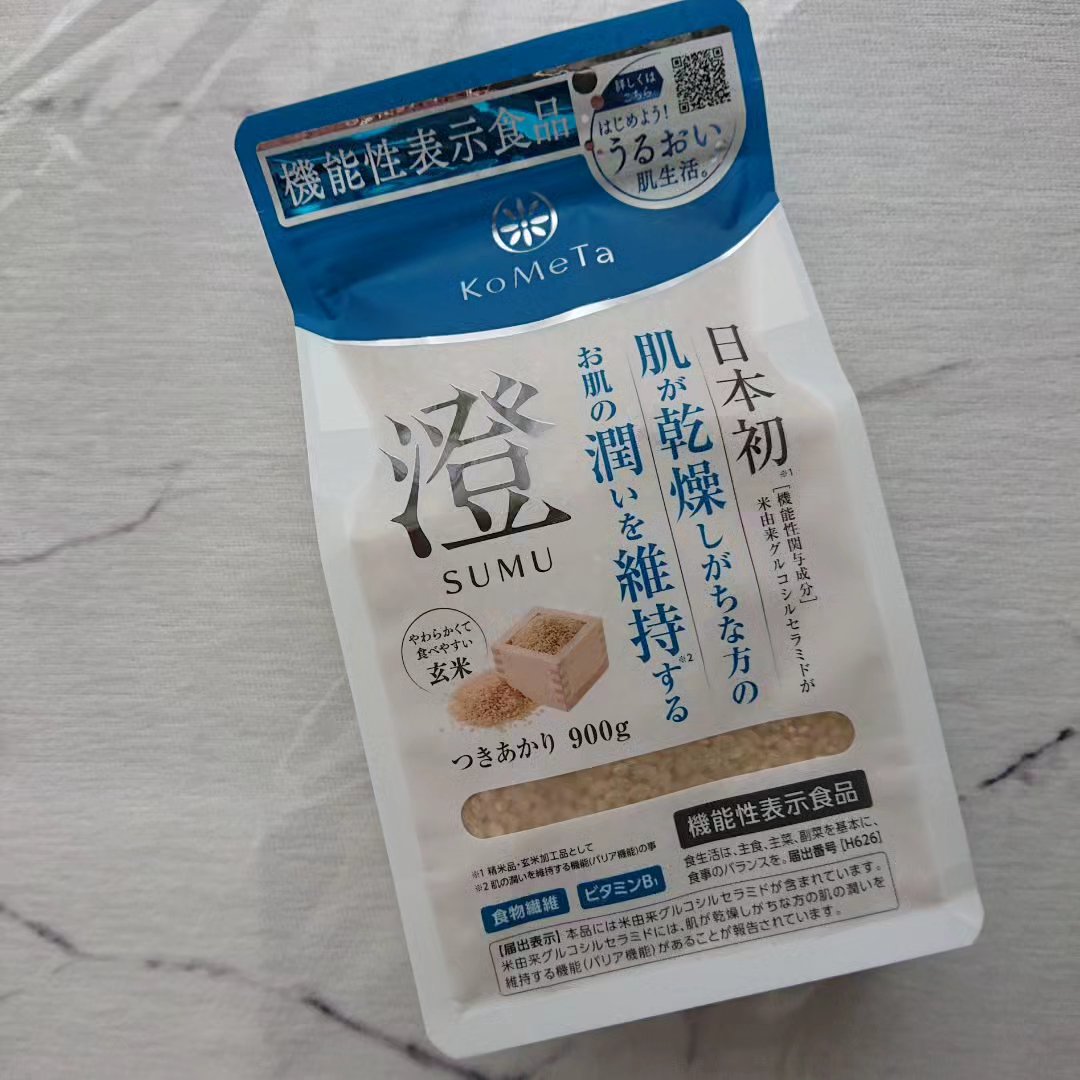 機能性表示食品
詳しくは
こちら
はじめよう!
うるおい
肌生活。
KoMeTa
日本初※1
[機能性関与成分]
米由来グルコシルセラミドが
肌が乾燥しがちな方の
お肌の潤いを維持する※2
澄
SUMU
やわらかくて
食べやすい
玄米
つきあかり 900g
機能性表示食品
食生活は、主食、主菜、副菜を基本に、
食事のバランスを。届出番号[H626]
※1 精米品・玄米加工品として
※2 肌の潤いを維持する機能(バリア機能)の事
食物繊維
ビタミンB1
[届出表示] 本品には米由来グルコシルセラミドが含まれています。
米由来グルコシルセラミドには、肌が乾燥しがちな方の肌の潤いを
維持する機能(バリア機能)があることが報告されています。